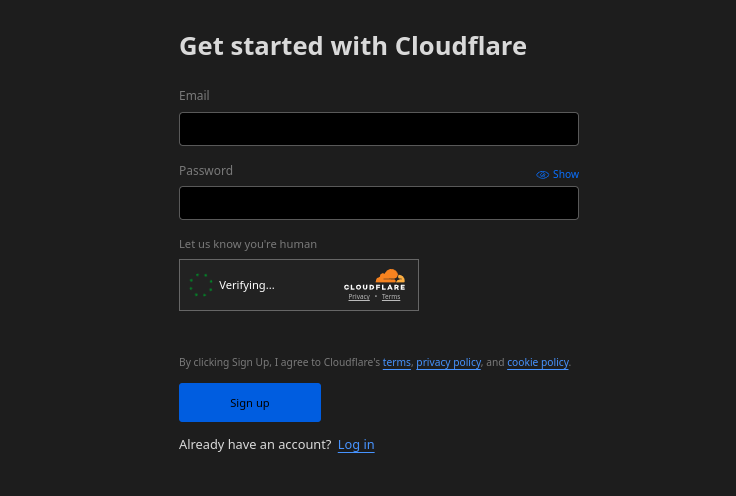 Get started with Cloudflare
Email
Password
Show
Let us know you're human
Verifying...
CLOUDFLARE
Privacy • Terms
By clicking Sign Up, I agree to Cloudflare's terms, privacy policy, and cookie policy.
Sign up
Already have an account? Log in